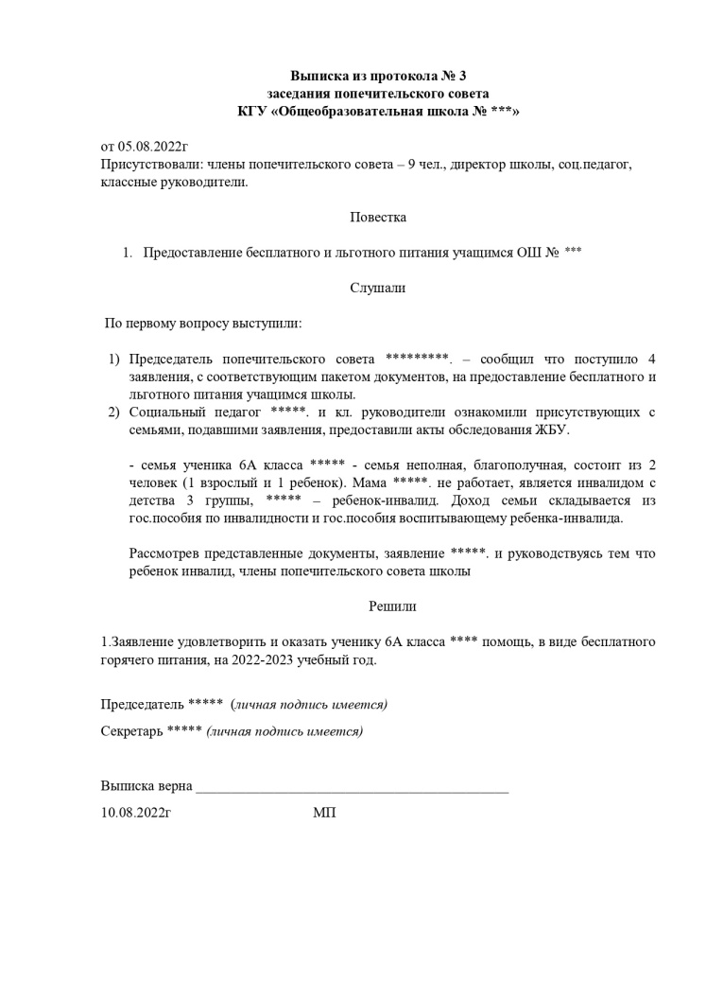 Выписка из протокола № 3
заседания попечительского совета
КГУ «Общеобразовательная школа № ***»
от 05.08.2022г
Присутствовали: члены попечительского совета – 9 чел., директор школы, соц.педагог,
классные руководители.
Повестка
1. Предоставление бесплатного и льготного питания учащимся ОШ № ***
Слушали
По первому вопросу выступили:
1) Председатель попечительского совета *********. – сообщил что поступило 4
заявления, с соответствующим пакетом документов, на предоставление бесплатного и
льготного питания учащимся школы.
2) Социальный педагог *****. и кл. руководители ознакомили присутствующих с
семьями, подавшими заявления, предоставили акты обследования ЖБУ.
- семья ученика 6А класса ***** - семья неполная, благополучная, состоит из 2
человек (1 взрослый и 1 ребенок). Мама *****. не работает, является инвалидом с
детства 3 группы, ***** – ребенок-инвалид. Доход семьи складывается из
гос.пособия по инвалидности и гос.пособия воспитывающему ребенка-инвалида.
Рассмотрев представленные документы, заявление *****. и руководствуясь тем что
ребенок инвалид, члены попечительского совета школы
Решили
1.Заявление удовлетворить и оказать ученику 6А класса **** помощь, в виде бесплатного
горячего питания, на 2022-2023 учебный год.
Председатель ***** (личная подпись имеется)
Секретарь ***** (личная подпись имеется)
Выписка верна ____________________________________________
10.08.2022г МП